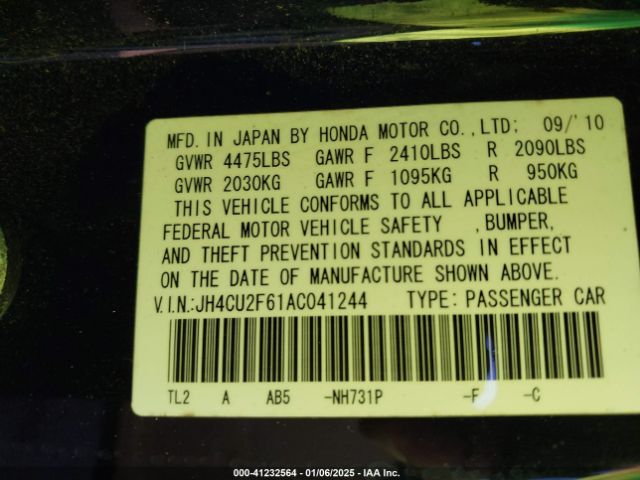 MFD. IN JAPAN BY HONDA MOTOR CO.,LTD; 09/'10
GVWR 4475LBS GAWR F 2410LBS R 2090LBS
GVWR 2030KG GAWR F 1095KG R 950KG
THIS VEHICLE CONFORMS TO ALL APPLICABLE
FEDERAL MOTOR VEHICLE SAFETY ,BUMPER,
AND THEFT PREVENTION STANDARDS IN EFFECT
ON THE DATE OF MANUFACTURE SHOWN ABOVE.
V.I.N.:JH4CU2F61AC041244 TYPE: PASSENGER CAR
TL2 A AB5 -NH731P -F -C
000-41232564 - 01/06/2025 - IAA Inc.